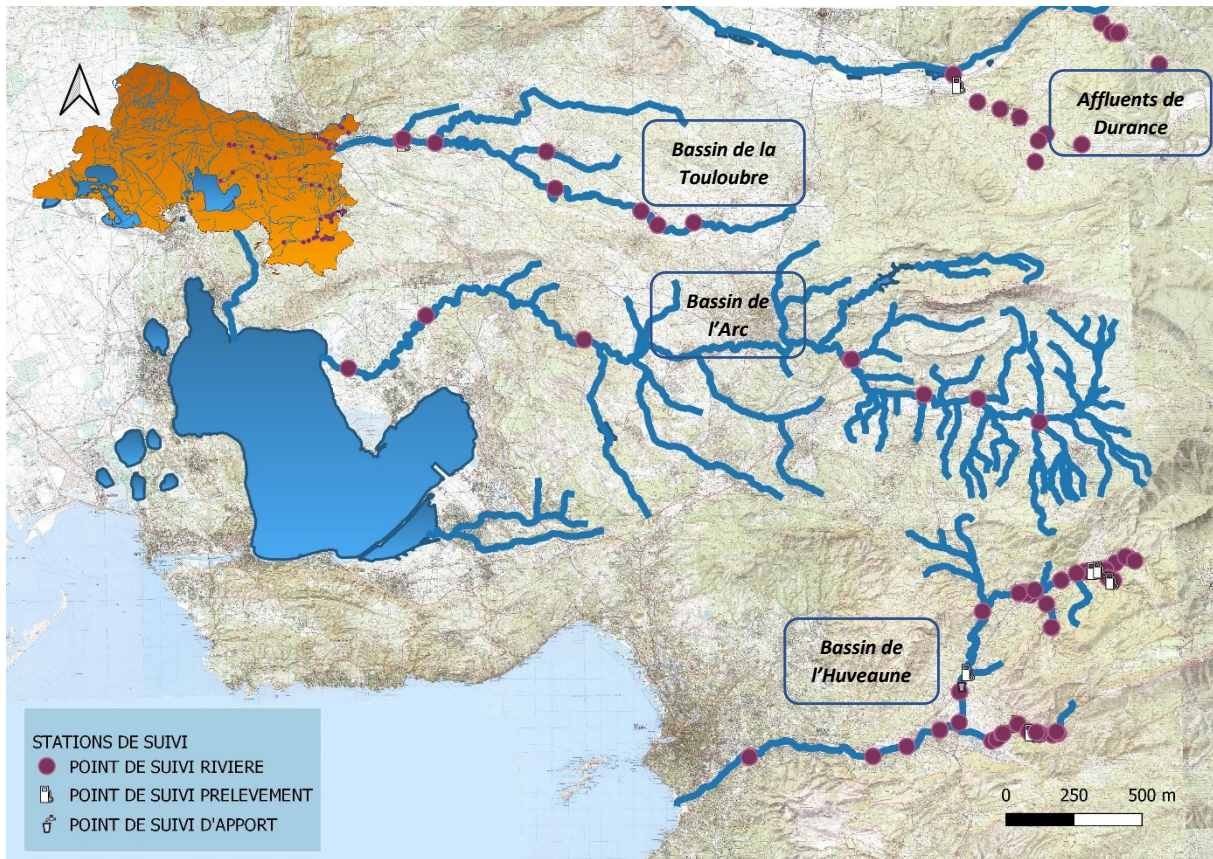 Affluents de
Durance
Bassin de la
Touloubre
Bassin de
l'Arc
Bassin de
l'Huveaune
STATIONS DE SUIVI
POINT DE SUIVI RIVIERE
POINT DE SUIVI PRELEVEMENT
POINT DE SUIVI D'APPORT
0 250 500 m